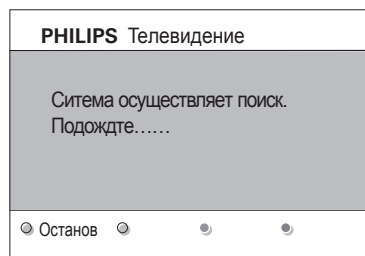 PHILIPS Телевидение
Ситема осуществляет поиск.
Подождте......
Останов